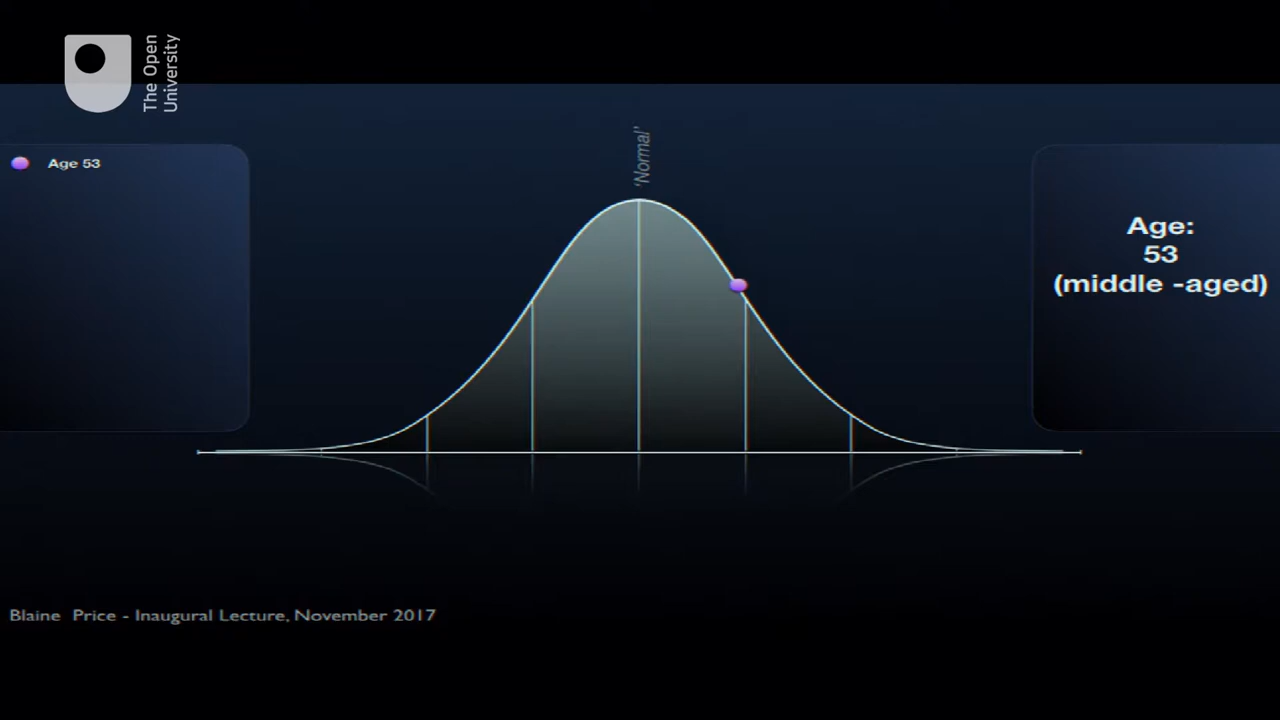 The Open
University
'Normal'
Age 53
Age:
53
(middle -aged)
Blaine Price - Inaugural Lecture, November 2017